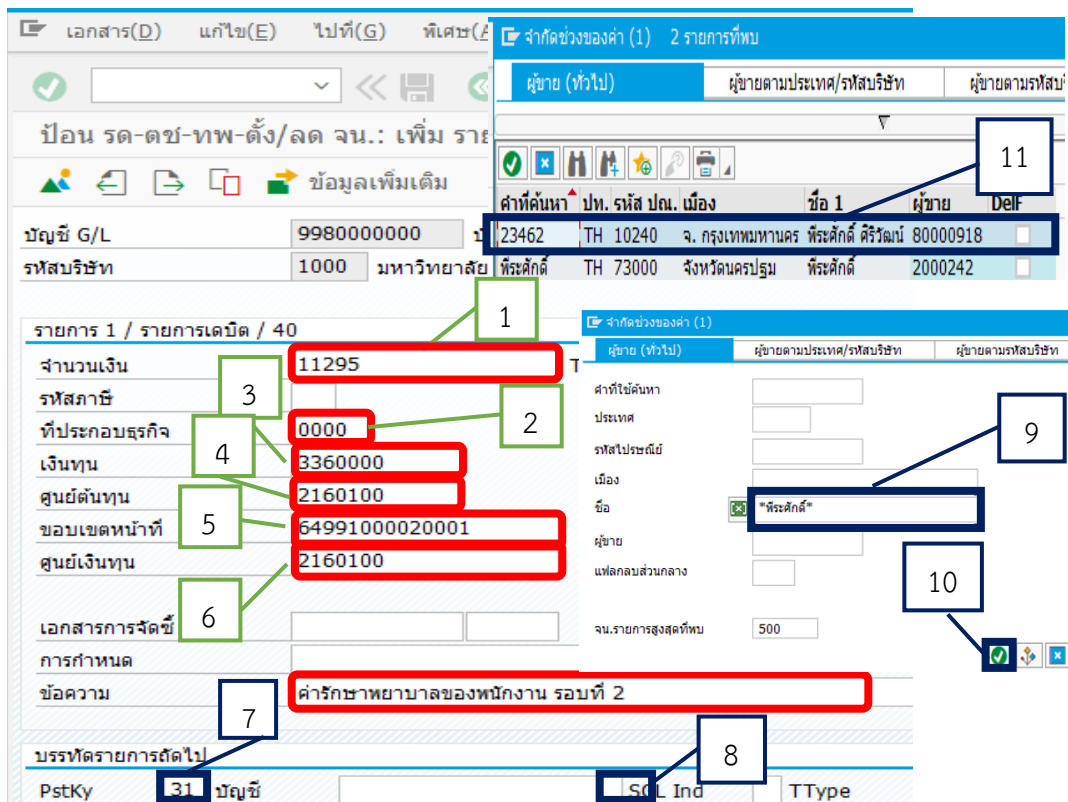 เอกสาร(D) แก้ไข(E) ไปที่(G) พิเศษ(A
ป้อน รด-ตช-ทพ-ตั้ง/ลด จน.: เพิ่ม ราย
ข้อมูลเพิ่มเติม
บัญชี G/L 9980000000
รหัสบริษัท 1000 มหาวิทยาลัย
รายการ 1 / รายการเดบิต / 40
จำนวนเงิน 11295 T
รหัสภาษี
ที่ประกอบธุรกิจ 0000
เงินทุน 3360000
ศูนย์ต้นทุน 2160100
ขอบเขตหน้าที่ 64991000020001
ศูนย์เงินทุน 2160100
เอกสารการจัดซื้
การกำหนด
ข้อความ ค่ารักษาพยาบาลของพนักงาน รอบที่ 2
บรรทัดรายการถัดไป
PstKy 31 บัญชี SGL Ind TType
1
2
3
4
5
6
7
8
จำกัดช่วงของค่า (1) 2 รายการที่พบ
ผู้ขาย (ทั่วไป) ผู้ขายตามประเทศ/รหัสบริษัท ผู้ขายตามรหัสบริ
คำที่ค้นหา ปท. รหัส ปณ. เมือง ชื่อ 1 ผู้ขาย DelF
23462 TH 10240 จ. กรุงเทพมหานคร พีระศักดิ์ ศิริวัฒน์ 80000918
พีระศักดิ์ TH 73000 จังหวัดนครปฐม พีระศักดิ์ 2000242
11
จำกัดช่วงของค่า (1)
ผู้ขาย (ทั่วไป) ผู้ขายตามประเทศ/รหัสบริษัท ผู้ขายตามรหัสบริษัท
คำที่ใช้ค้นหา
ประเทศ
รหัสไปรษณีย์
เมือง
ชื่อ *พีระศักดิ์*
ผู้ขาย
แฟลกลบส่วนกลาง
จน.รายการสูงสุดที่พบ 500
9
10